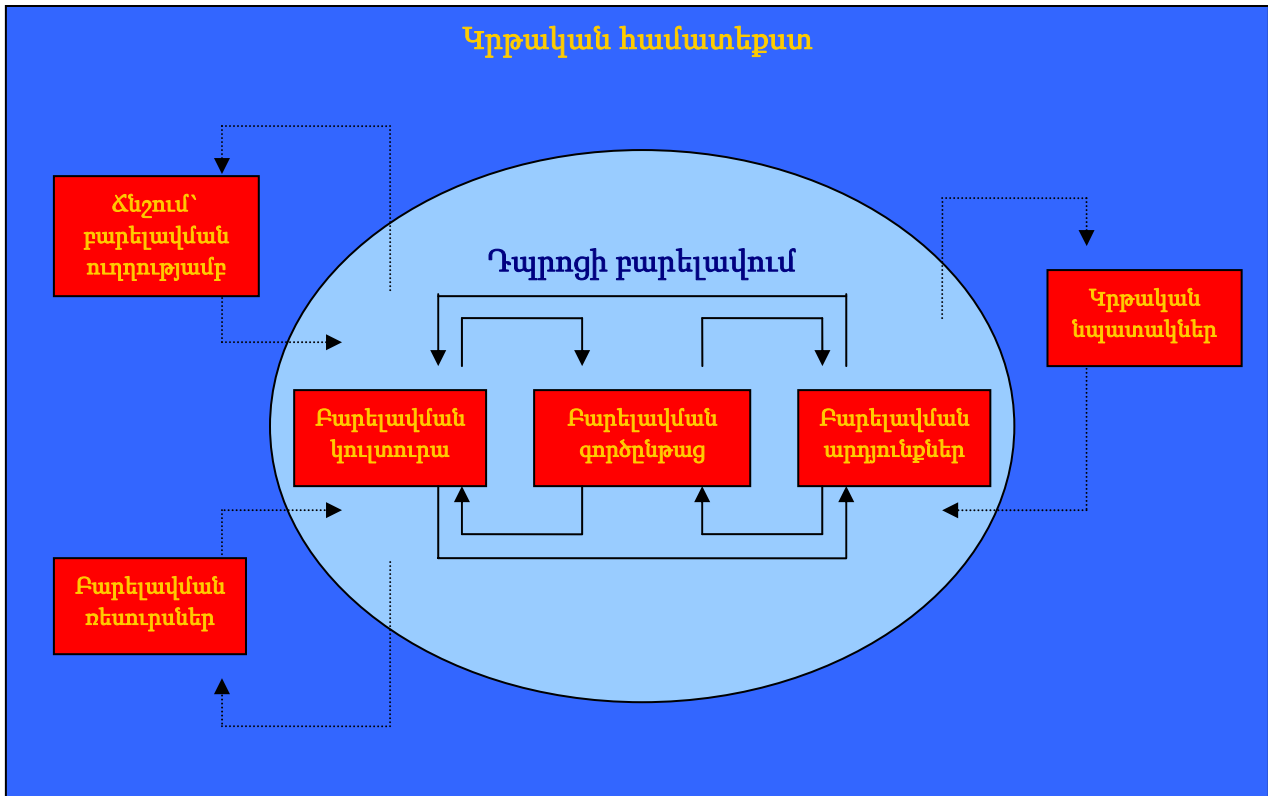 Կրթական համատեքստ
Ճնշում՝
բարելավման
ուղղությամբ
Դպրոցի բարելավում
Կրթական
նպատակներ
Բարելավման
կուլտուրա
Բարելավման
գործընթաց
Բարելավման
արդյունքներ
Բարելավման
ռեսուրսներ